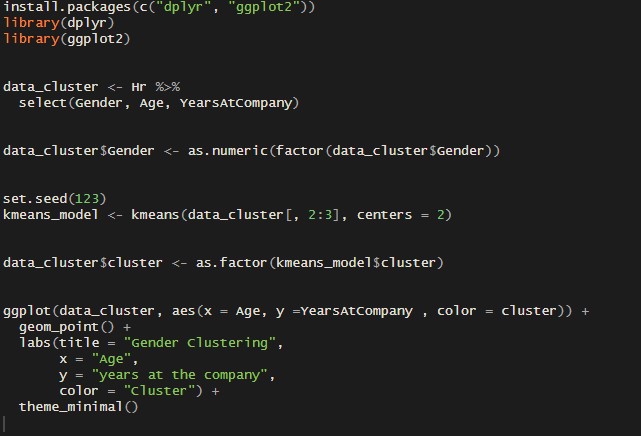 install.packages(c("dplyr", "ggplot2"))
library(dplyr)
library(ggplot2)
data_cluster <- Hr %>%
  select(Gender, Age, YearsAtCompany)
data_cluster$Gender <- as.numeric(factor(data_cluster$Gender))
set.seed(123)
kmeans_model <- kmeans(data_cluster[, 2:3], centers = 2)
data_cluster$cluster <- as.factor(kmeans_model$cluster)
ggplot(data_cluster, aes(x = Age, y =YearsAtCompany , color = cluster)) +
  geom_point() +
  labs(title = "Gender Clustering",
       x = "Age",
       y = "years at the company",
       color = "Cluster") +
  theme_minimal()